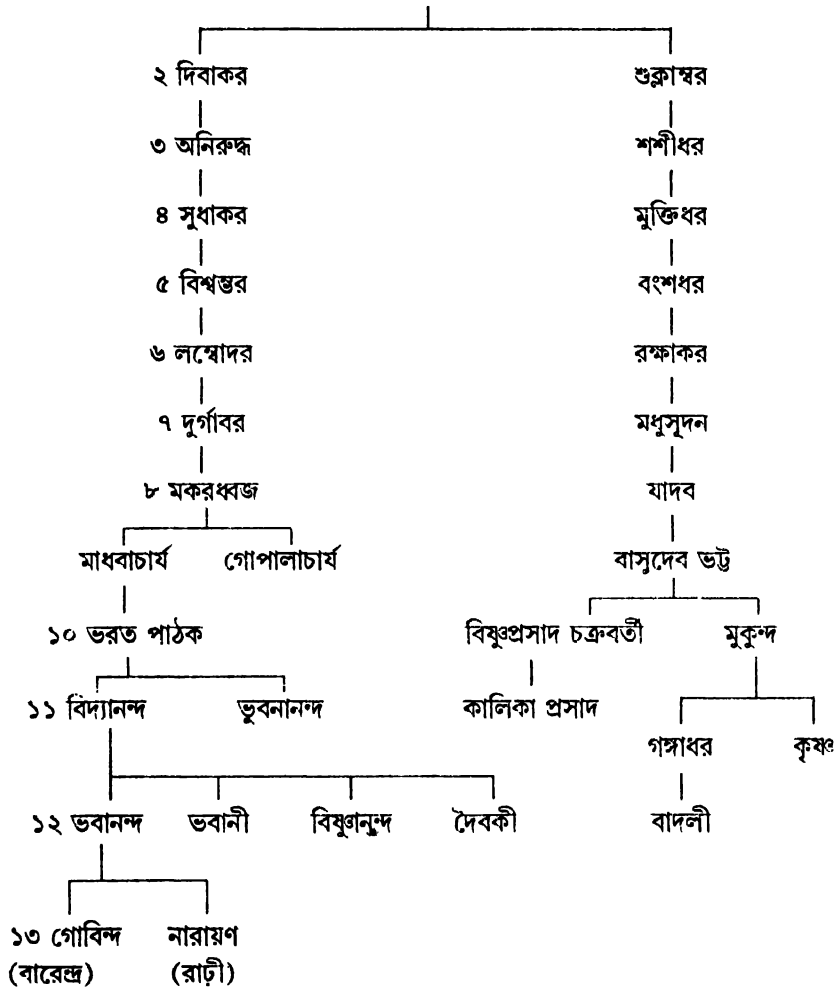 ২ দিবাকর শুক্লাম্বর
৩ অনিরুদ্ধ শশীধর
৪ সুধাকর মুক্তিধর
৫ বিশ্বম্ভর বংশধর
৬ লম্বোদর রক্ষাকর
৭ দুর্গাবর মধুসূদন
৮ মকরধ্বজ যাদব
মাধবাচার্য গোপালাচার্য বাসুদেব ভট্ট
১০ ভরত পাঠক বিষ্ণুপ্রসাদ চক্রবর্তী মুকুন্দ
১১ বিদ্যানন্দ ভুবনানন্দ কালিকা প্রসাদ
গঙ্গাধর কৃষ্ণ
১২ ভবানন্দ ভবানী বিষ্ণানন্দ দৈবকী বাদলী
১৩ গোবিন্দ নারায়ণ
(বারেন্দ্র) (রাঢ়ী)